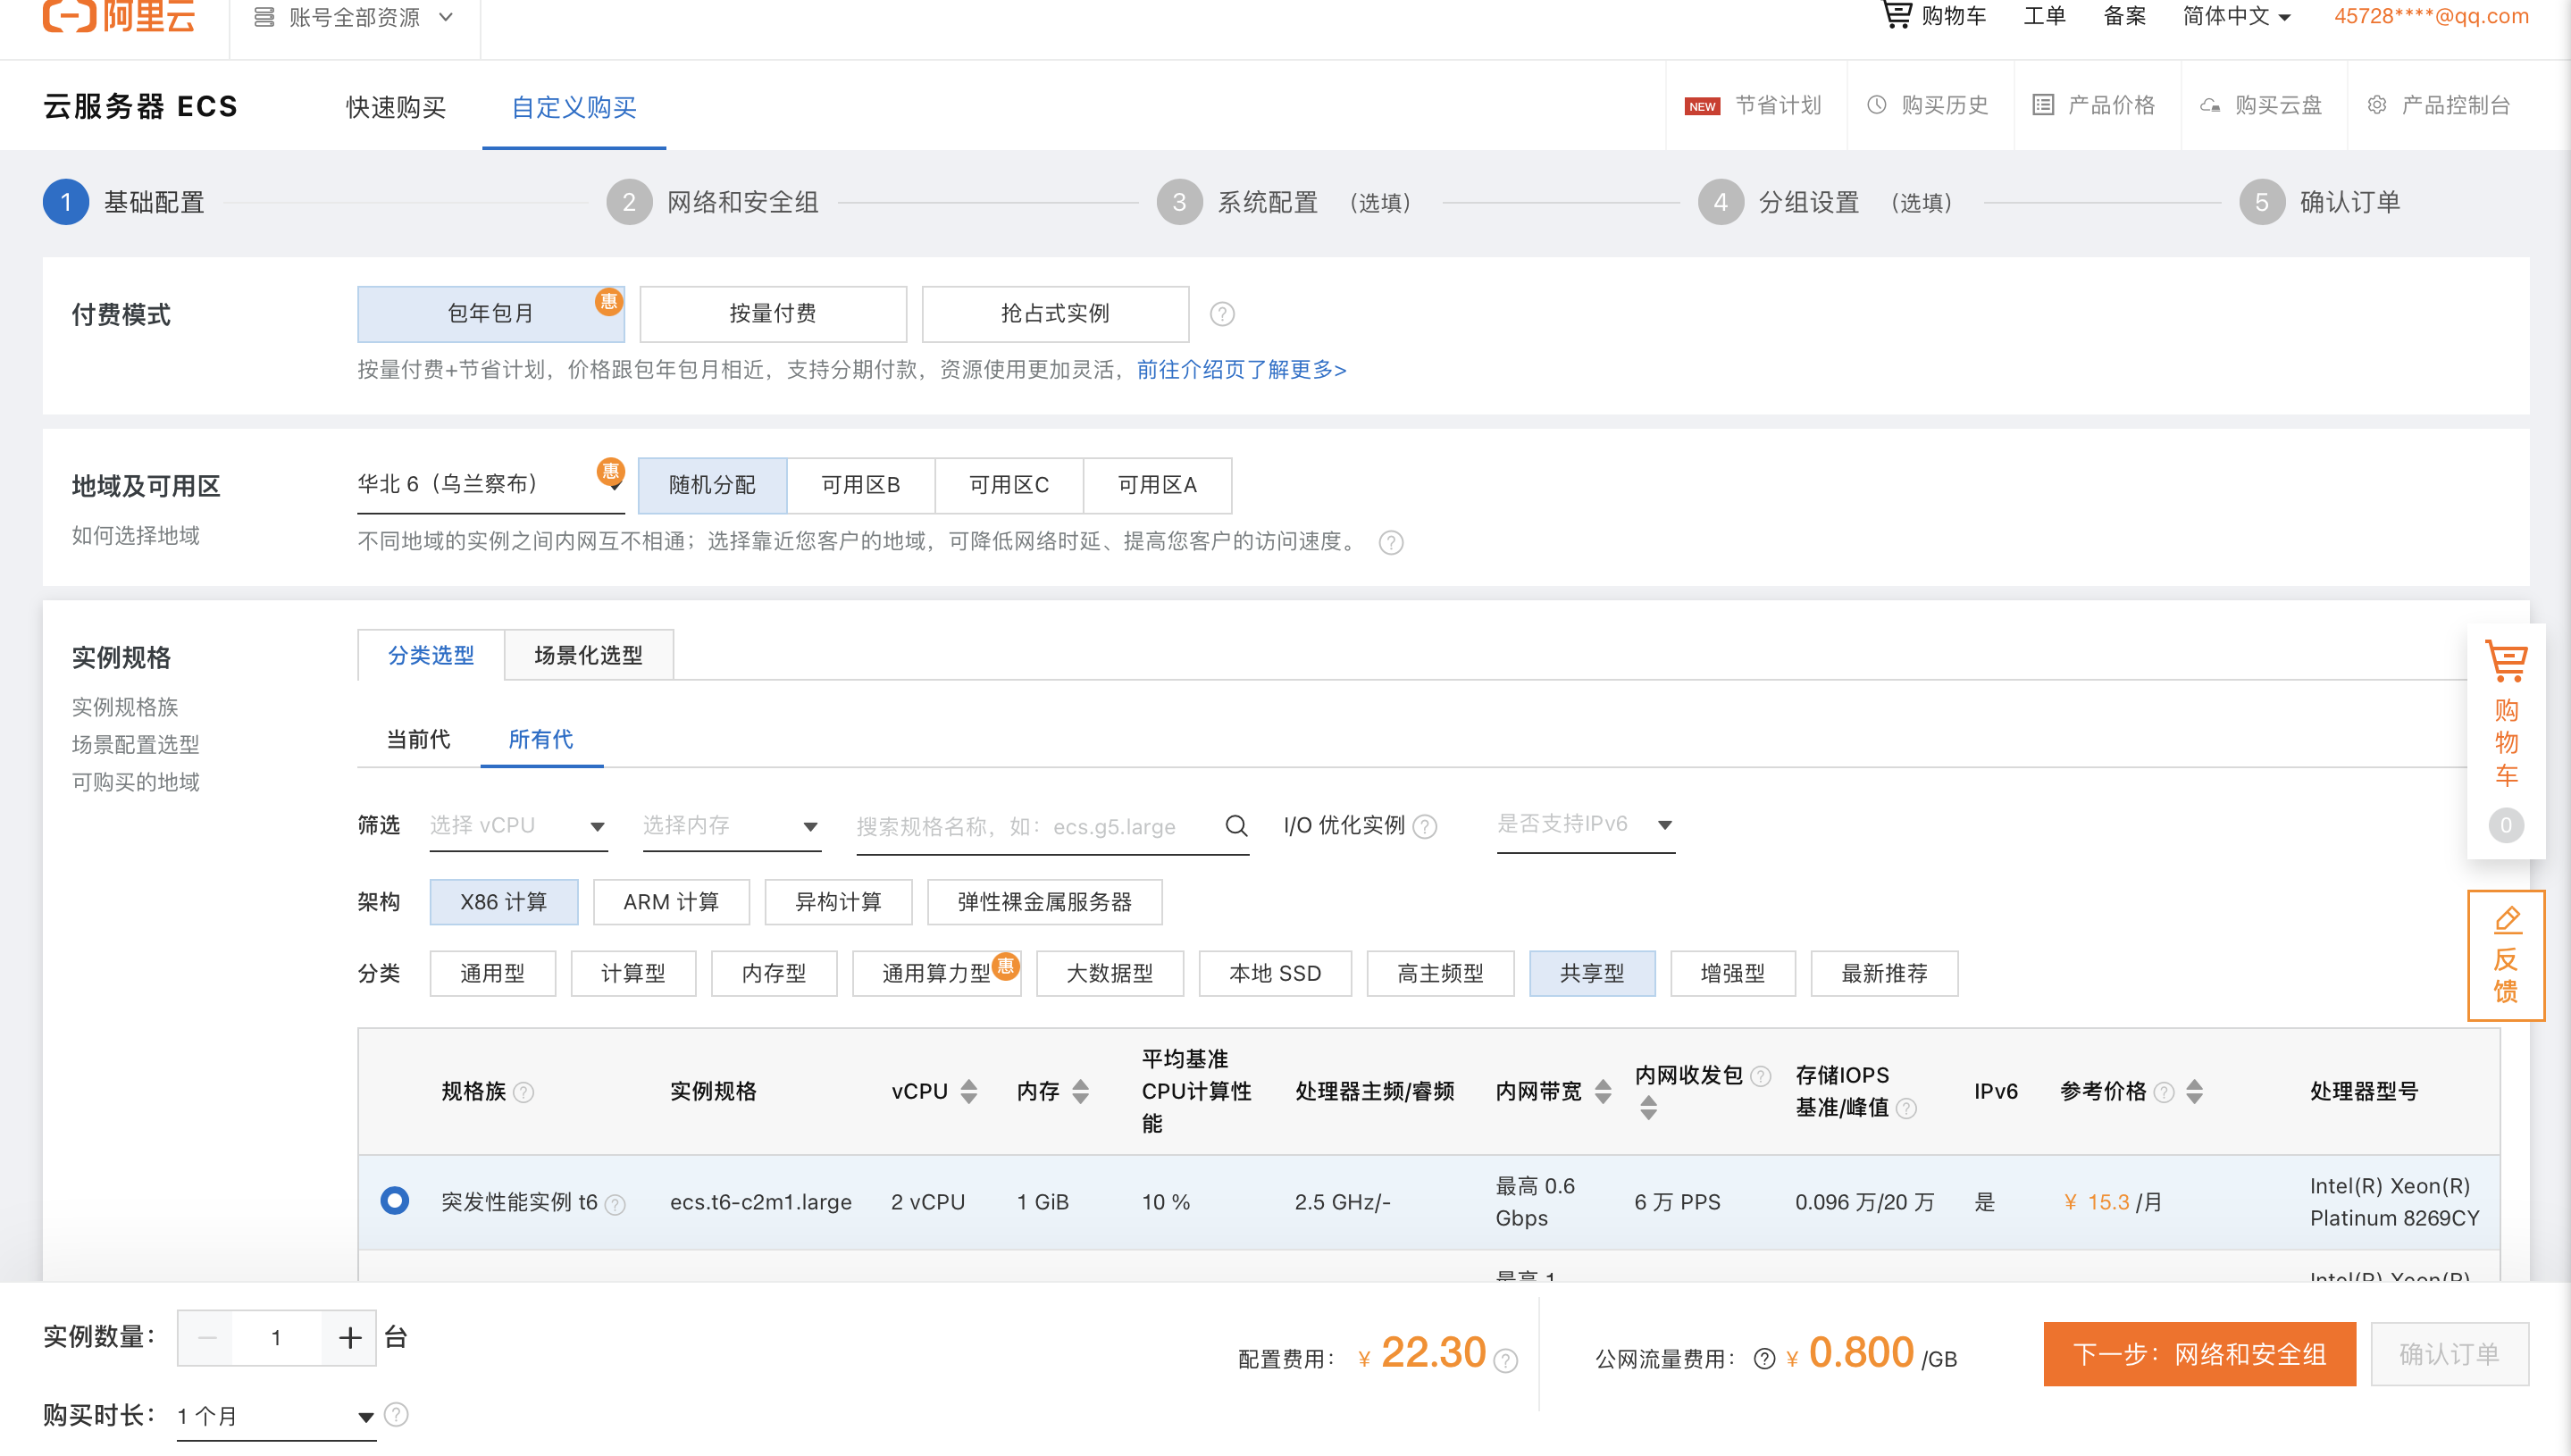 阿里云
账号全部资源
购物车
工单
备案
简体中文
45728****@qq.com
云服务器 ECS
快速购买
自定义购买
NEW 节省计划
购买历史
产品价格
购买云盘
产品控制台
1 基础配置
2 网络和安全组
3 系统配置 （选填）
4 分组设置 （选填）
5 确认订单
付费模式
包年包月 惠
按量付费
抢占式实例
按量付费+节省计划，价格跟包年包月相近，支持分期付款，资源使用更加灵活，前往介绍页了解更多>
地域及可用区
如何选择地域
华北 6（乌兰察布） 惠
随机分配
可用区B
可用区C
可用区A
不同地域的实例之间内网互不相通；选择靠近您客户的地域，可降低网络时延、提高您客户的访问速度。
实例规格
实例规格族
场景配置选型
可购买的地域
分类选型
场景化选型
当前代
所有代
筛选
选择 vCPU
选择内存
搜索规格名称，如：ecs.g5.large
I/O 优化实例
是否支持IPv6
架构
X86 计算
ARM 计算
异构计算
弹性裸金属服务器
分类
通用型
计算型
内存型
通用算力型 惠
大数据型
本地 SSD
高主频型
共享型
增强型
最新推荐
规格族
实例规格
vCPU
内存
平均基准
CPU计算性
能
处理器主频/睿频
内网带宽
内网收发包
存储IOPS
基准/峰值
IPv6
参考价格
处理器型号
突发性能实例 t6
ecs.t6-c2m1.large
2 vCPU
1 GiB
10 %
2.5 GHz/-
最高 0.6
Gbps
6 万 PPS
0.096 万/20 万
是
¥ 15.3 /月
Intel(R) Xeon(R)
Platinum 8269CY
最高 1
Intel(R) Xeon(R)
购
物
车
0
反
馈
实例数量：
1
台
购买时长：
1 个月
配置费用： ¥ 22.30
公网流量费用： ¥ 0.800 /GB
下一步：网络和安全组
确认订单